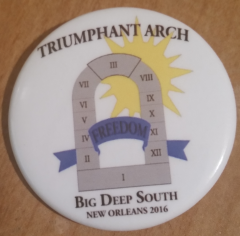 TRIUMPHANT ARCH
III
VII VIII
VI IX
V X
FREEDOM
IV XI
II XII
I
BIG DEEP SOUTH
NEW ORLEANS 2016